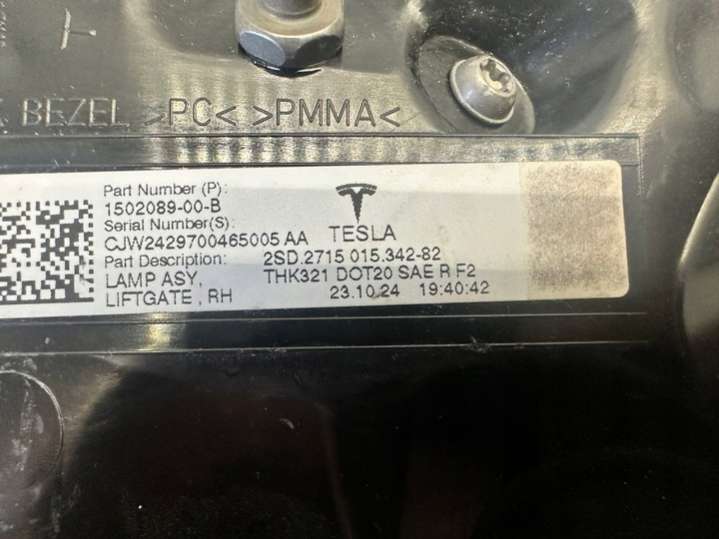 BEZEL >PC< >PMMA<
Part Number (P):
1502089-00-B
Serial Number(S):
CJW2429700465005 AA
TESLA
Part Description:
2SD.2715 015.342-82
LAMP ASY,
THK321 DOT20 SAE R F2
LIFTGATE , RH
23.10.24 19:40:42